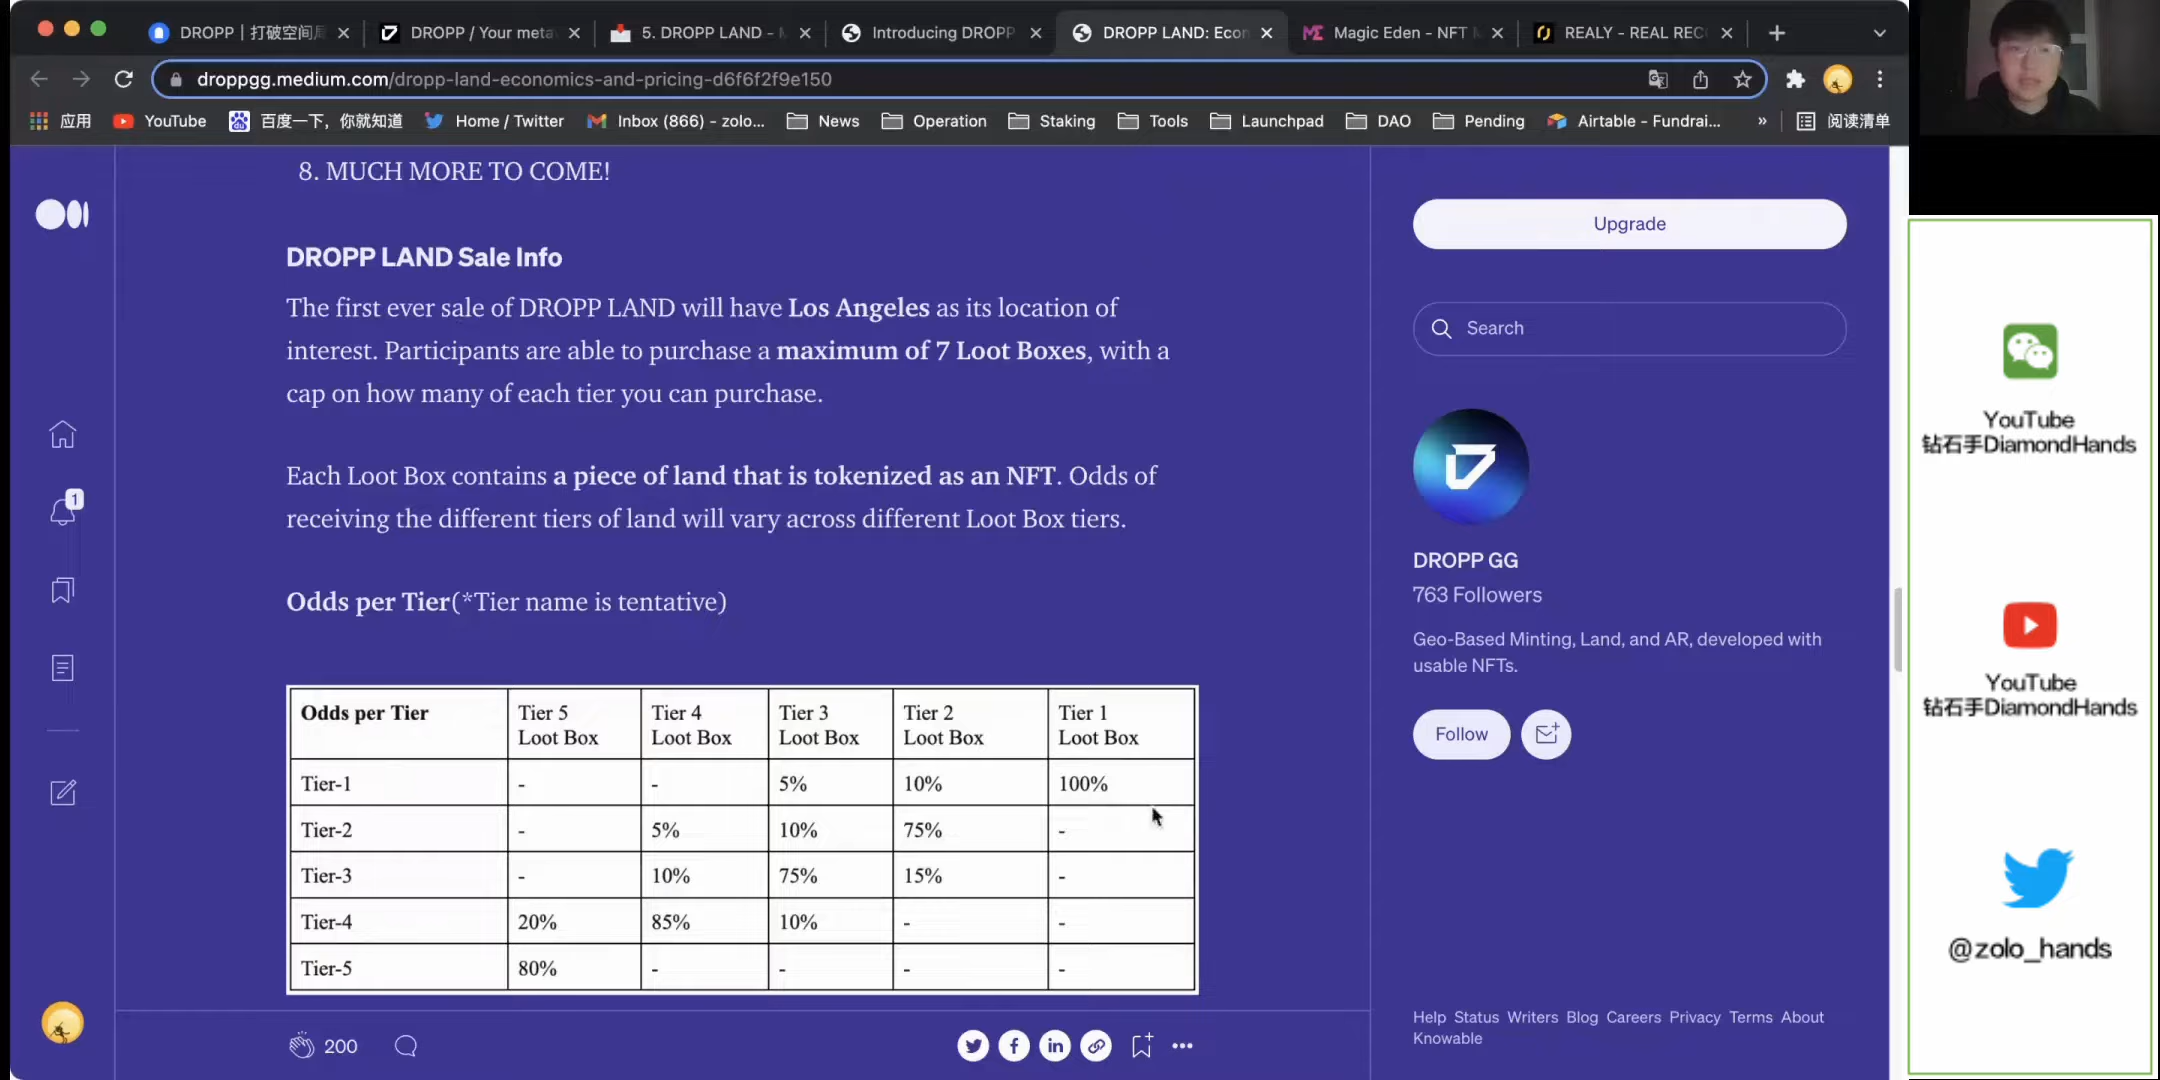 DROPP | 打破空间局
DROPP / Your meta
5. DROPP LAND -
Introducing DROPP
DROPP LAND: Econ
Magic Eden - NFT
REALY - REAL REC
droppgg.medium.com/dropp-land-economics-and-pricing-d6f6f2f9e150
应用
YouTube
百度一下，你就知道
Home / Twitter
Inbox (866) - zolo...
News
Operation
Staking
Tools
Launchpad
DAO
Pending
Airtable - Fundrai...
»
阅读清单
8. MUCH MORE TO COME!
DROPP LAND Sale Info
The first ever sale of DROPP LAND will have Los Angeles as its location of
interest. Participants are able to purchase a maximum of 7 Loot Boxes, with a
cap on how many of each tier you can purchase.
Each Loot Box contains a piece of land that is tokenized as an NFT. Odds of
receiving the different tiers of land will vary across different Loot Box tiers.
Odds per Tier(*Tier name is tentative)
Odds per Tier Tier 5 Loot Box Tier 4 Loot Box Tier 3 Loot Box Tier 2 Loot Box Tier 1 Loot Box
Tier-1 - - 5% 10% 100%
Tier-2 - 5% 10% 75% -
Tier-3 - 10% 75% 15% -
Tier-4 20% 85% 10% - -
Tier-5 80% - - - -
200
1
Upgrade
Search
DROPP GG
763 Followers
Geo-Based Minting, Land, and AR, developed with
usable NFTs.
Follow
Help Status Writers Blog Careers Privacy Terms About
Knowable
YouTube
钻石手DiamondHands
YouTube
钻石手DiamondHands
@zolo_hands